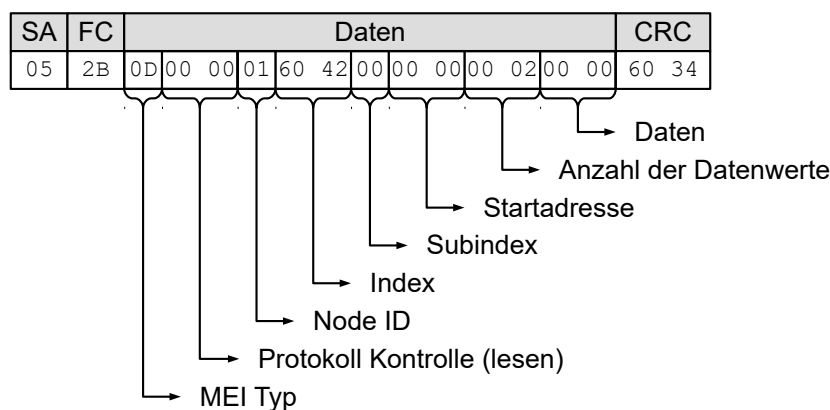 SA FC Daten CRC
05 2B 0D 00 00 01 60 42 00 00 00 00 02 00 00 60 34
Daten
Anzahl der Datenwerte
Startadresse
Subindex
Index
Node ID
Protokoll Kontrolle (lesen)
MEI Typ